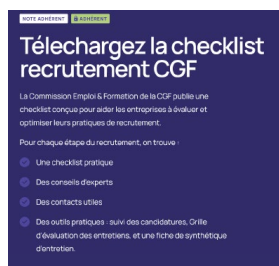 NOTE ADHÉRENT ADHÉRENT
Télechargez la checklist
recrutement CGF
La Commission Emploi & Formation de la CGF publie une
checklist conçue pour aider les entreprises à évaluer et
optimiser leurs pratiques de recrutement.
Pour chaque étape du recrutement, on trouve :
Une checklist pratique
Des conseils d'experts
Des contacts utiles
Des outils pratiques : suivi des candidatures, Grille
d'évaluation des entretiens, et une fiche de synthétique
d'entretien.